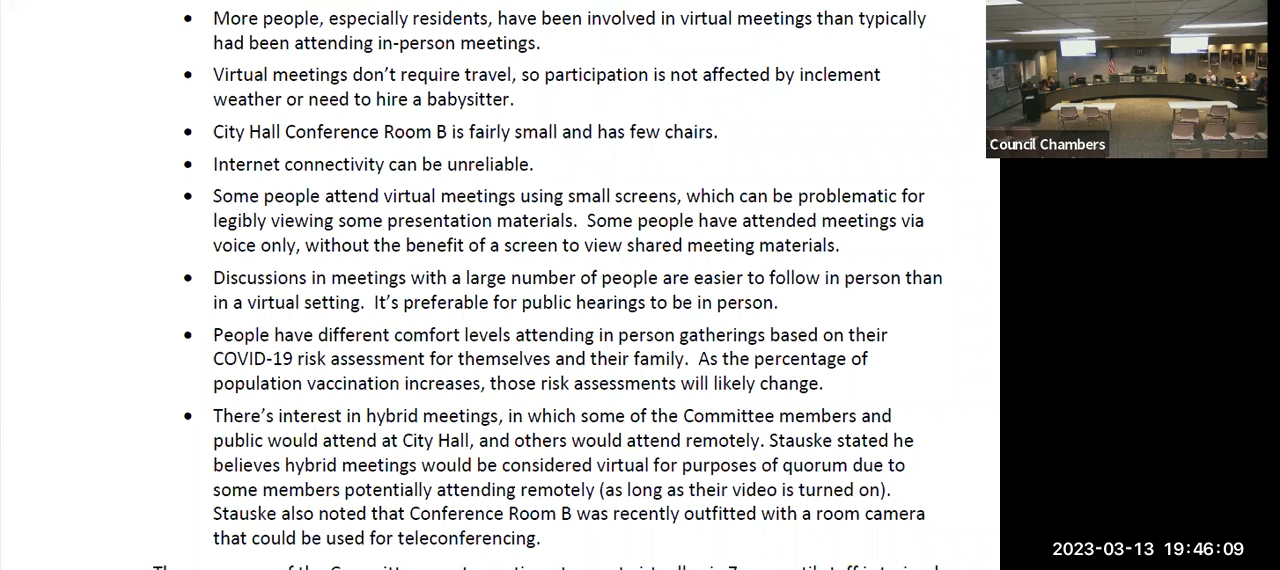 • More people, especially residents, have been involved in virtual meetings than typically
had been attending in-person meetings.
• Virtual meetings don’t require travel, so participation is not affected by inclement
weather or need to hire a babysitter.
• City Hall Conference Room B is fairly small and has few chairs.
• Internet connectivity can be unreliable.
• Some people attend virtual meetings using small screens, which can be problematic for
legibly viewing some presentation materials.  Some people have attended meetings via
voice only, without the benefit of a screen to view shared meeting materials.
• Discussions in meetings with a large number of people are easier to follow in person than
in a virtual setting.  It’s preferable for public hearings to be in person.
• People have different comfort levels attending in person gatherings based on their
COVID-19 risk assessment for themselves and their family.  As the percentage of
population vaccination increases, those risk assessments will likely change.
• There’s interest in hybrid meetings, in which some of the Committee members and
public would attend at City Hall, and others would attend remotely. Stauske stated he
believes hybrid meetings would be considered virtual for purposes of quorum due to
some members potentially attending remotely (as long as their video is turned on).
Stauske also noted that Conference Room B was recently outfitted with a room camera
that could be used for teleconferencing.
Council Chambers
2023-03-13 19:46:09